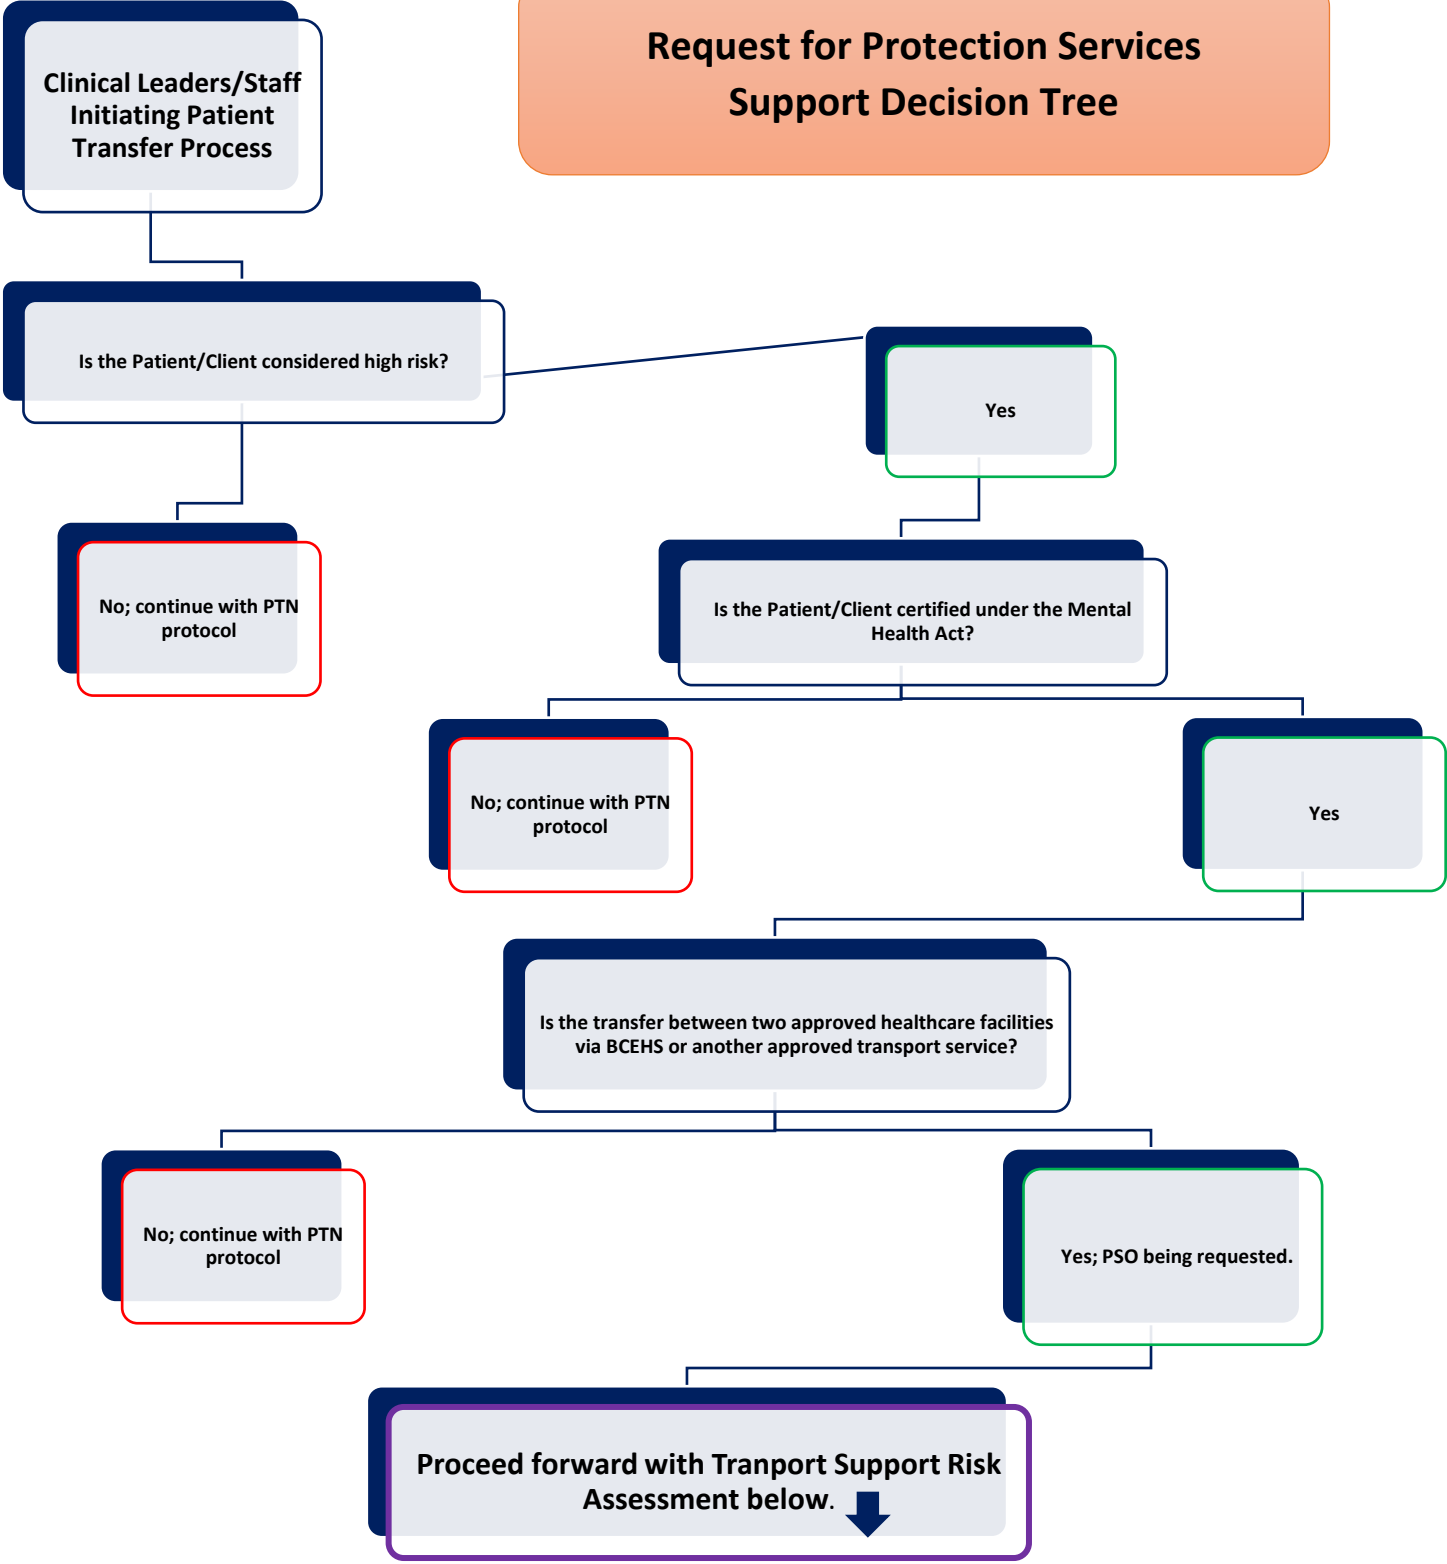 Request for Protection Services
Support Decision Tree
Clinical Leaders/Staff
Initiating Patient
Transfer Process
Is the Patient/Client considered high risk?
Yes
No; continue with PTN
protocol
Is the Patient/Client certified under the Mental
Health Act?
No; continue with PTN
protocol
Yes
Is the transfer between two approved healthcare facilities
via BCEHS or another approved transport service?
No; continue with PTN
protocol
Yes; PSO being requested.
Proceed forward with Tranport Support Risk
Assessment below.